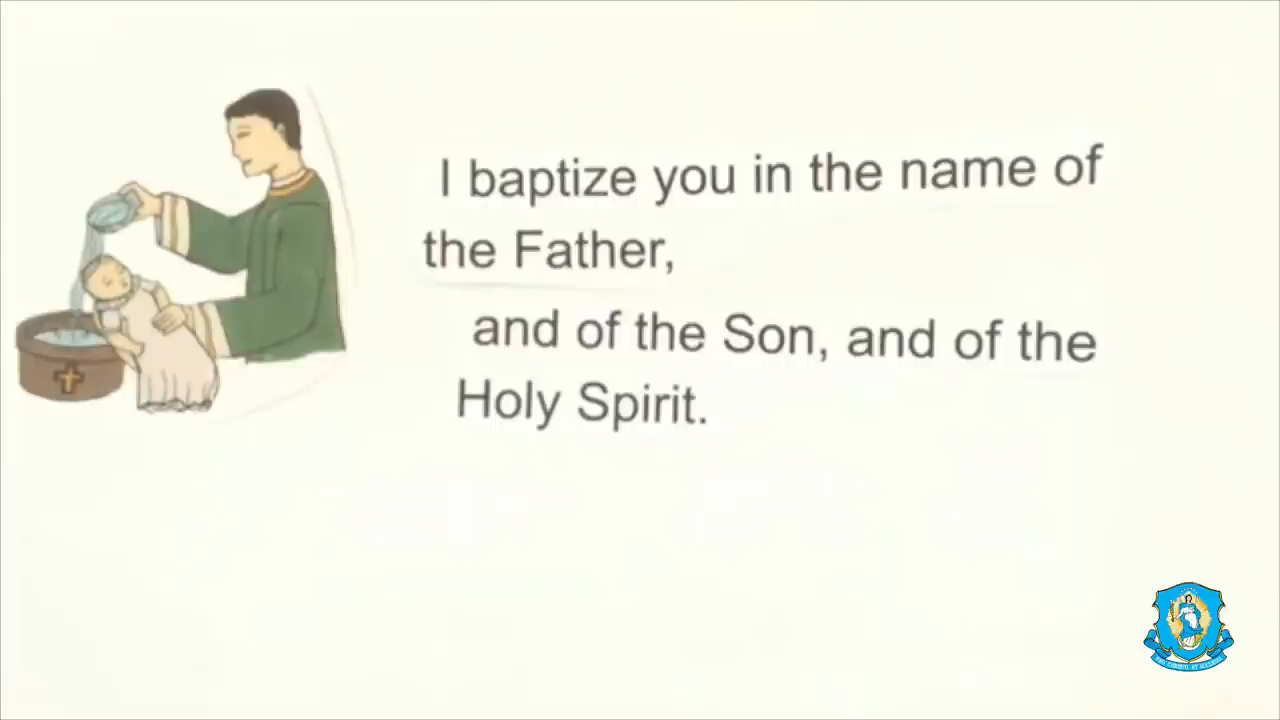 I baptize you in the name of
the Father,
and of the Son, and of the
Holy Spirit.